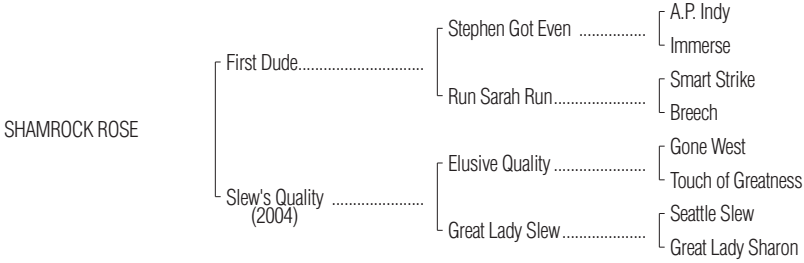 A.P. Indy
Stephen Got Even ................
Immerse
First Dude..............................
Smart Strike
Run Sarah Run......................
Breech
SHAMROCK ROSE
Gone West
Elusive Quality ......................
Touch of Greatness
Slew's Quality ......................
(2004)
Seattle Slew
Great Lady Slew....................
Great Lady Sharon